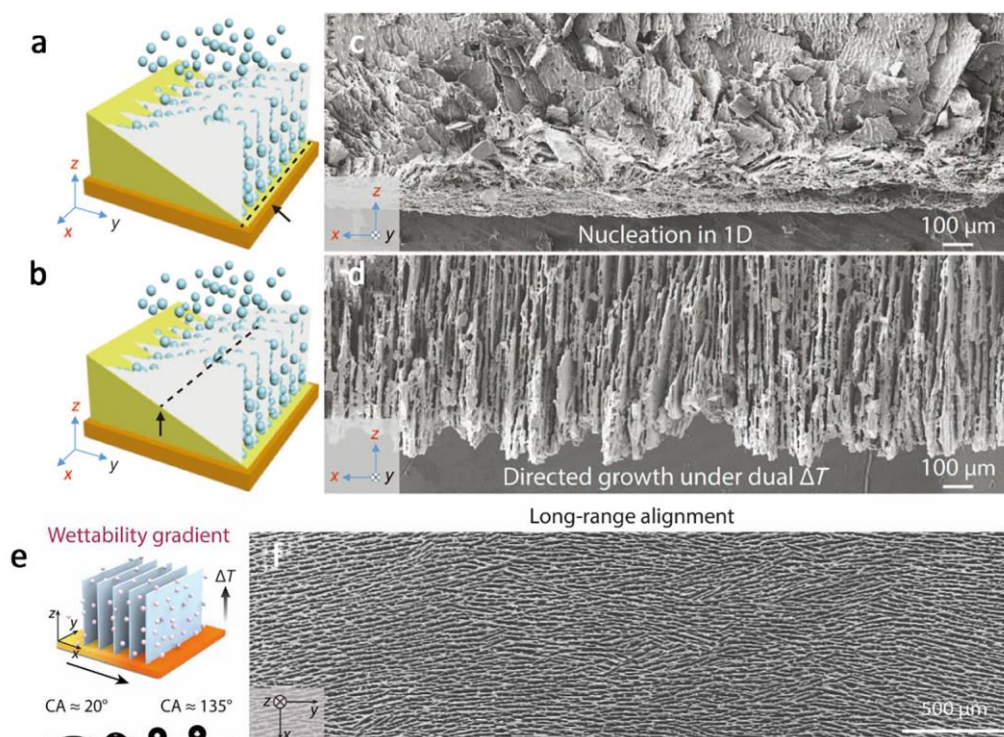 a
z
x
y
c
z
x
y
Nucleation in 1D
100 µm
b
z
x
y
d
z
x
y
Directed growth under dual ΔT
100 µm
Long-range alignment
e
Wettability gradient
ΔT
z
y
x
CA ≈ 20°
CA ≈ 135°
f
z
y
x
500 µm